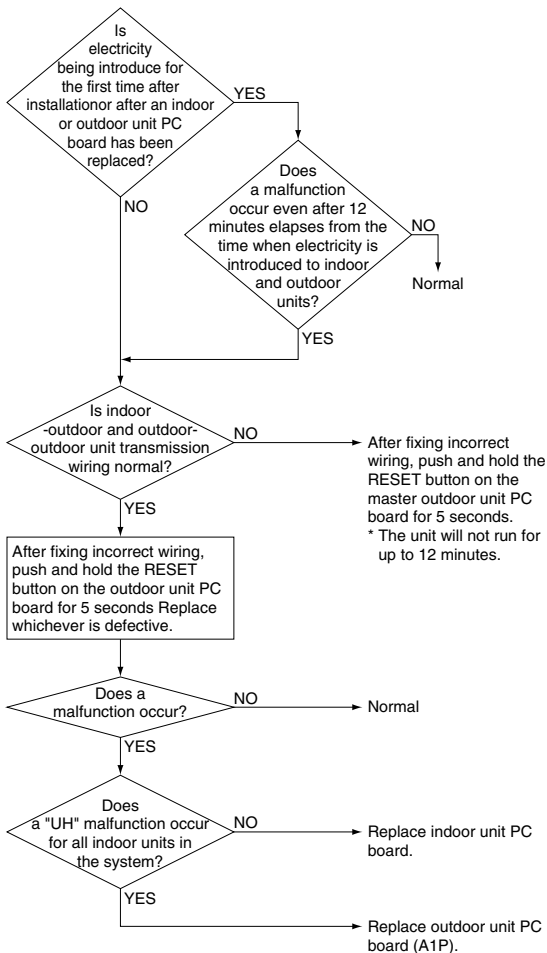 Is
electricity
being introduce for
the first time after
installationor after an indoor
or outdoor unit PC
board has been
replaced?
YES
NO
Does
a malfunction
occur even after 12
minutes elapses from the
time when electricity is
introduced to indoor
and outdoor
units?
NO
Normal
YES
Is indoor
-outdoor and outdoor-
outdoor unit transmission
wiring normal?
NO
After fixing incorrect
wiring, push and hold the
RESET button on the
master outdoor unit PC
board for 5 seconds.
* The unit will not run for
up to 12 minutes.
YES
After fixing incorrect wiring,
push and hold the RESET
button on the outdoor unit PC
board for 5 seconds Replace
whichever is defective.
Does a
malfunction occur?
NO
Normal
YES
Does
a "UH" malfunction occur
for all indoor units in
the system?
NO
Replace indoor unit PC
board.
YES
Replace outdoor unit PC
board (A1P).